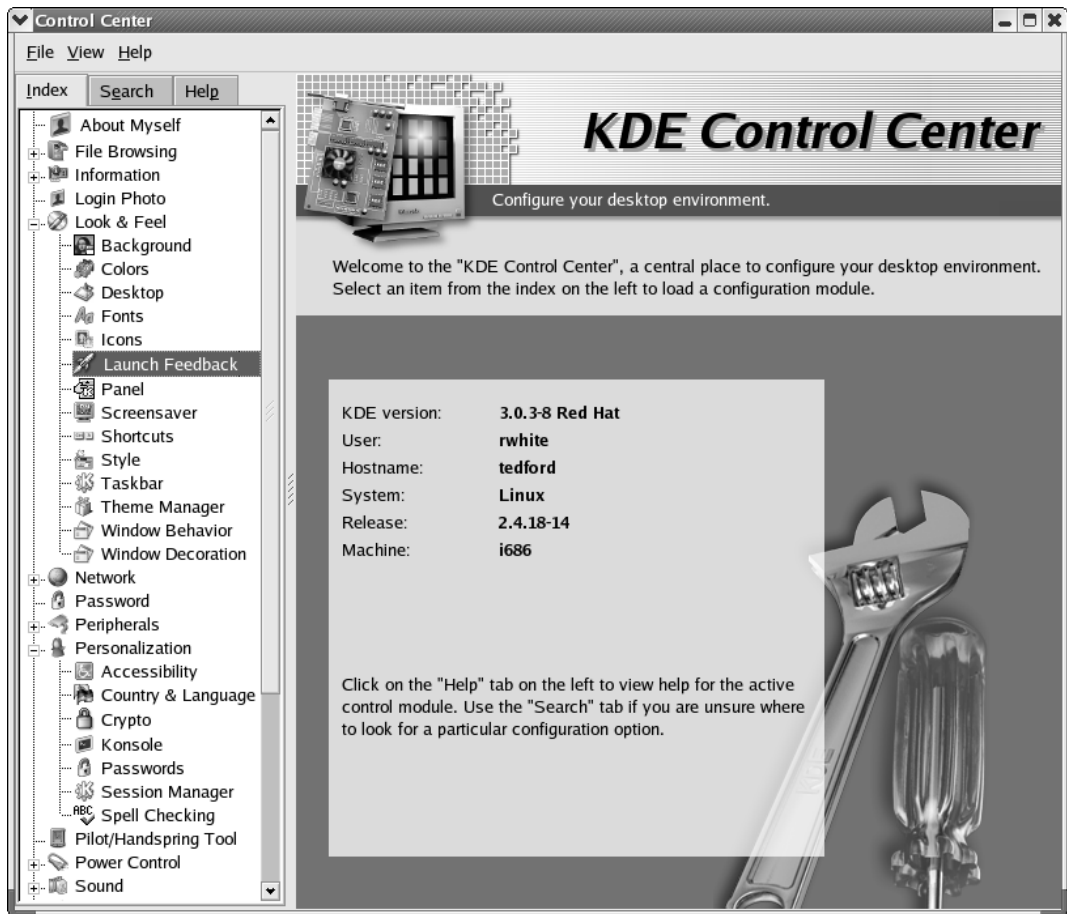 Control Center
File View Help
Index Search Help
About Myself
File Browsing
Information
Login Photo
Look & Feel
Background
Colors
Desktop
Fonts
Icons
Launch Feedback
Panel
Screensaver
Shortcuts
Style
Taskbar
Theme Manager
Window Behavior
Window Decoration
Network
Password
Peripherals
Personalization
Accessibility
Country & Language
Crypto
Konsole
Passwords
Session Manager
ABC
Spell Checking
Pilot/Handspring Tool
Power Control
Sound
KDE Control Center
Configure your desktop environment.
Welcome to the "KDE Control Center", a central place to configure your desktop environment.
Select an item from the index on the left to load a configuration module.
KDE version: 3.0.3-8 Red Hat
User: rwhite
Hostname: tedford
System: Linux
Release: 2.4.18-14
Machine: i686
Click on the "Help" tab on the left to view help for the active
control module. Use the "Search" tab if you are unsure where
to look for a particular configuration option.
KDE